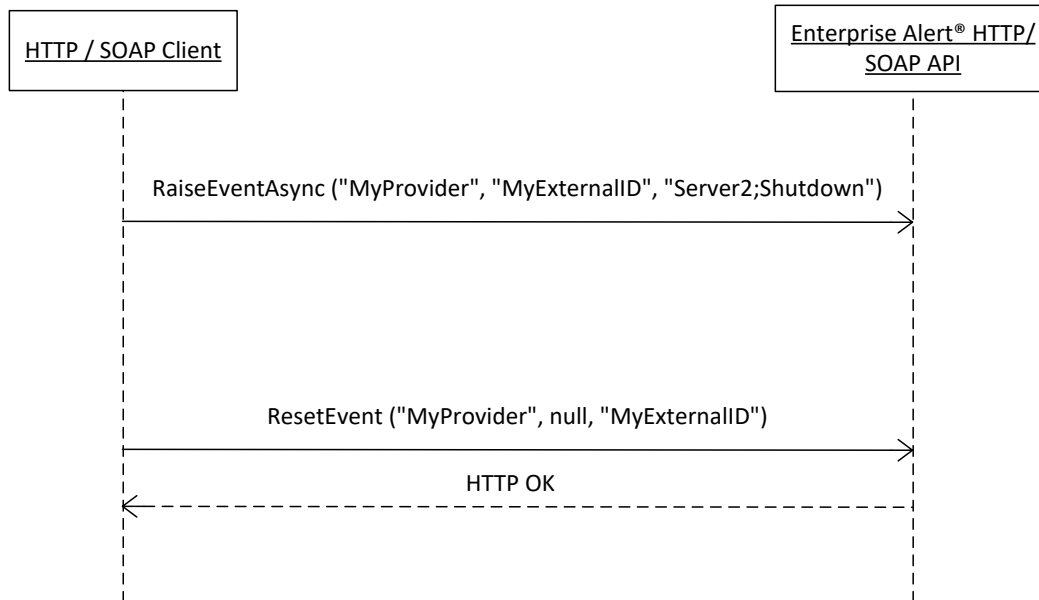 HTTP / SOAP Client
Enterprise Alert® HTTP/
SOAP API
RaiseEventAsync ("MyProvider", "MyExternalID", "Server2;Shutdown")
ResetEvent ("MyProvider", null, "MyExternalID")
HTTP OK